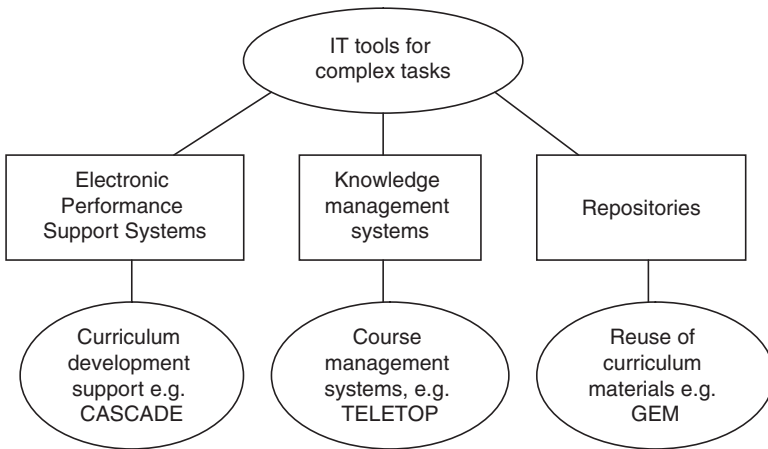 IT tools for
complex tasks
Electronic
Performance
Support Systems
Knowledge
management
systems
Repositories
Curriculum
development
support e.g.
CASCADE
Course
management
systems, e.g.
TELETOP
Reuse of
curriculum
materials e.g.
GEM